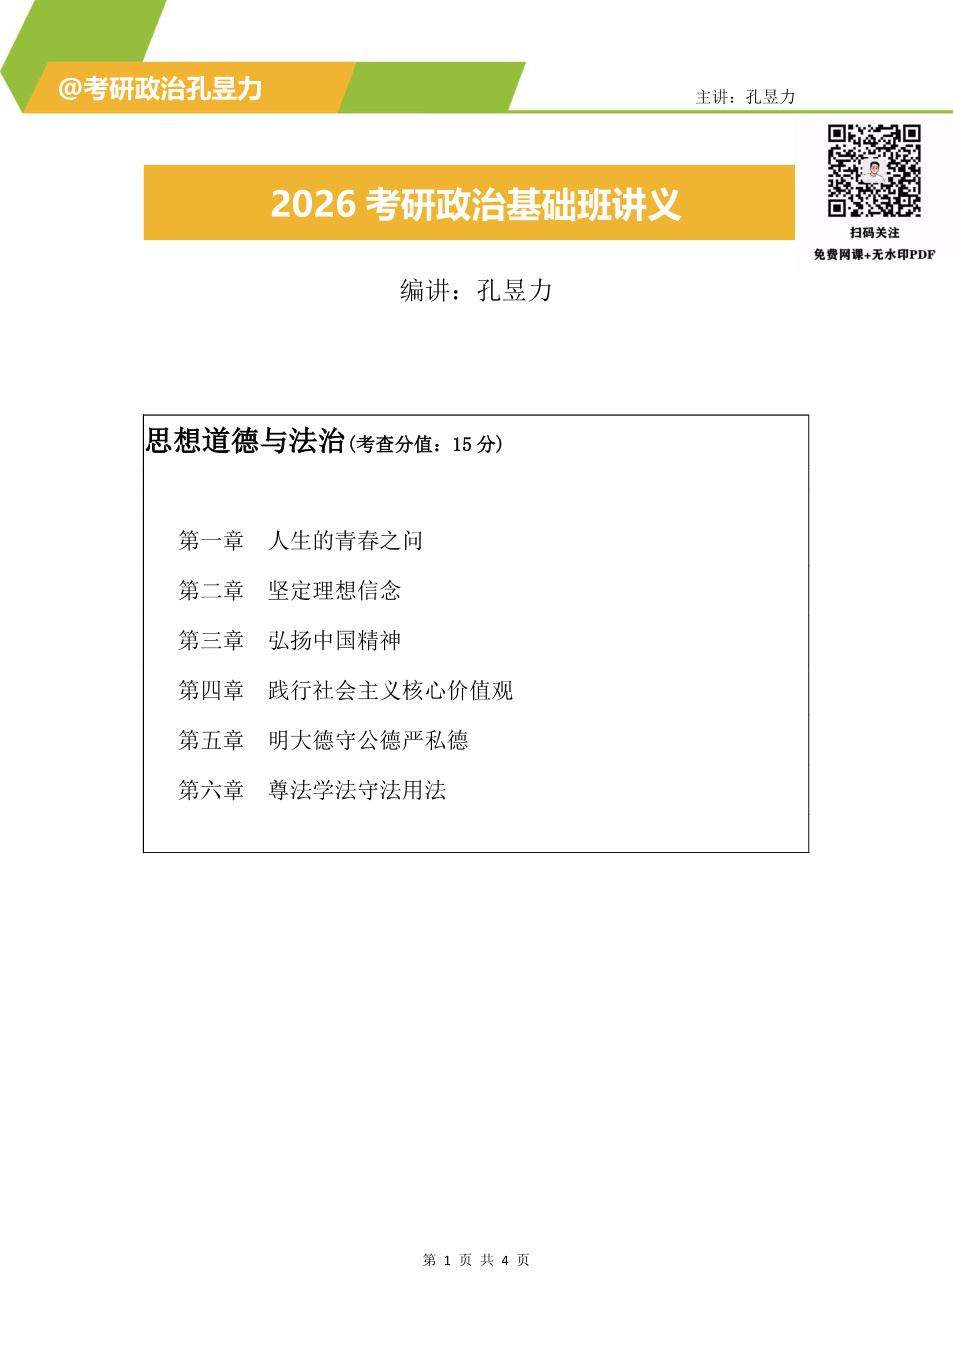 @考研政治孔昱力
主讲：孔昱力
扫码关注
免费网课+无水印PDF
2026 考研政治基础班讲义
编讲：孔昱力
思想道德与法治(考查分值：15 分)
第一章 人生的青春之问
第二章 坚定理想信念
第三章 弘扬中国精神
第四章 践行社会主义核心价值观
第五章 明大德守公德严私德
第六章 尊法学法守法用法
第 1 页 共 4 页